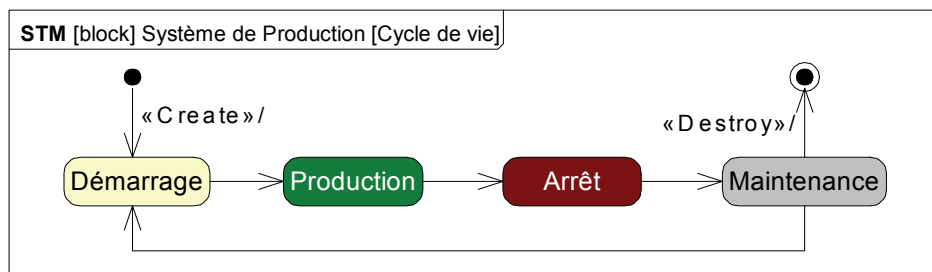 STM [block] Système de Production [Cycle de vie]
«Create»/
«Destroy»/
Démarrage
Production
Arrêt
Maintenance